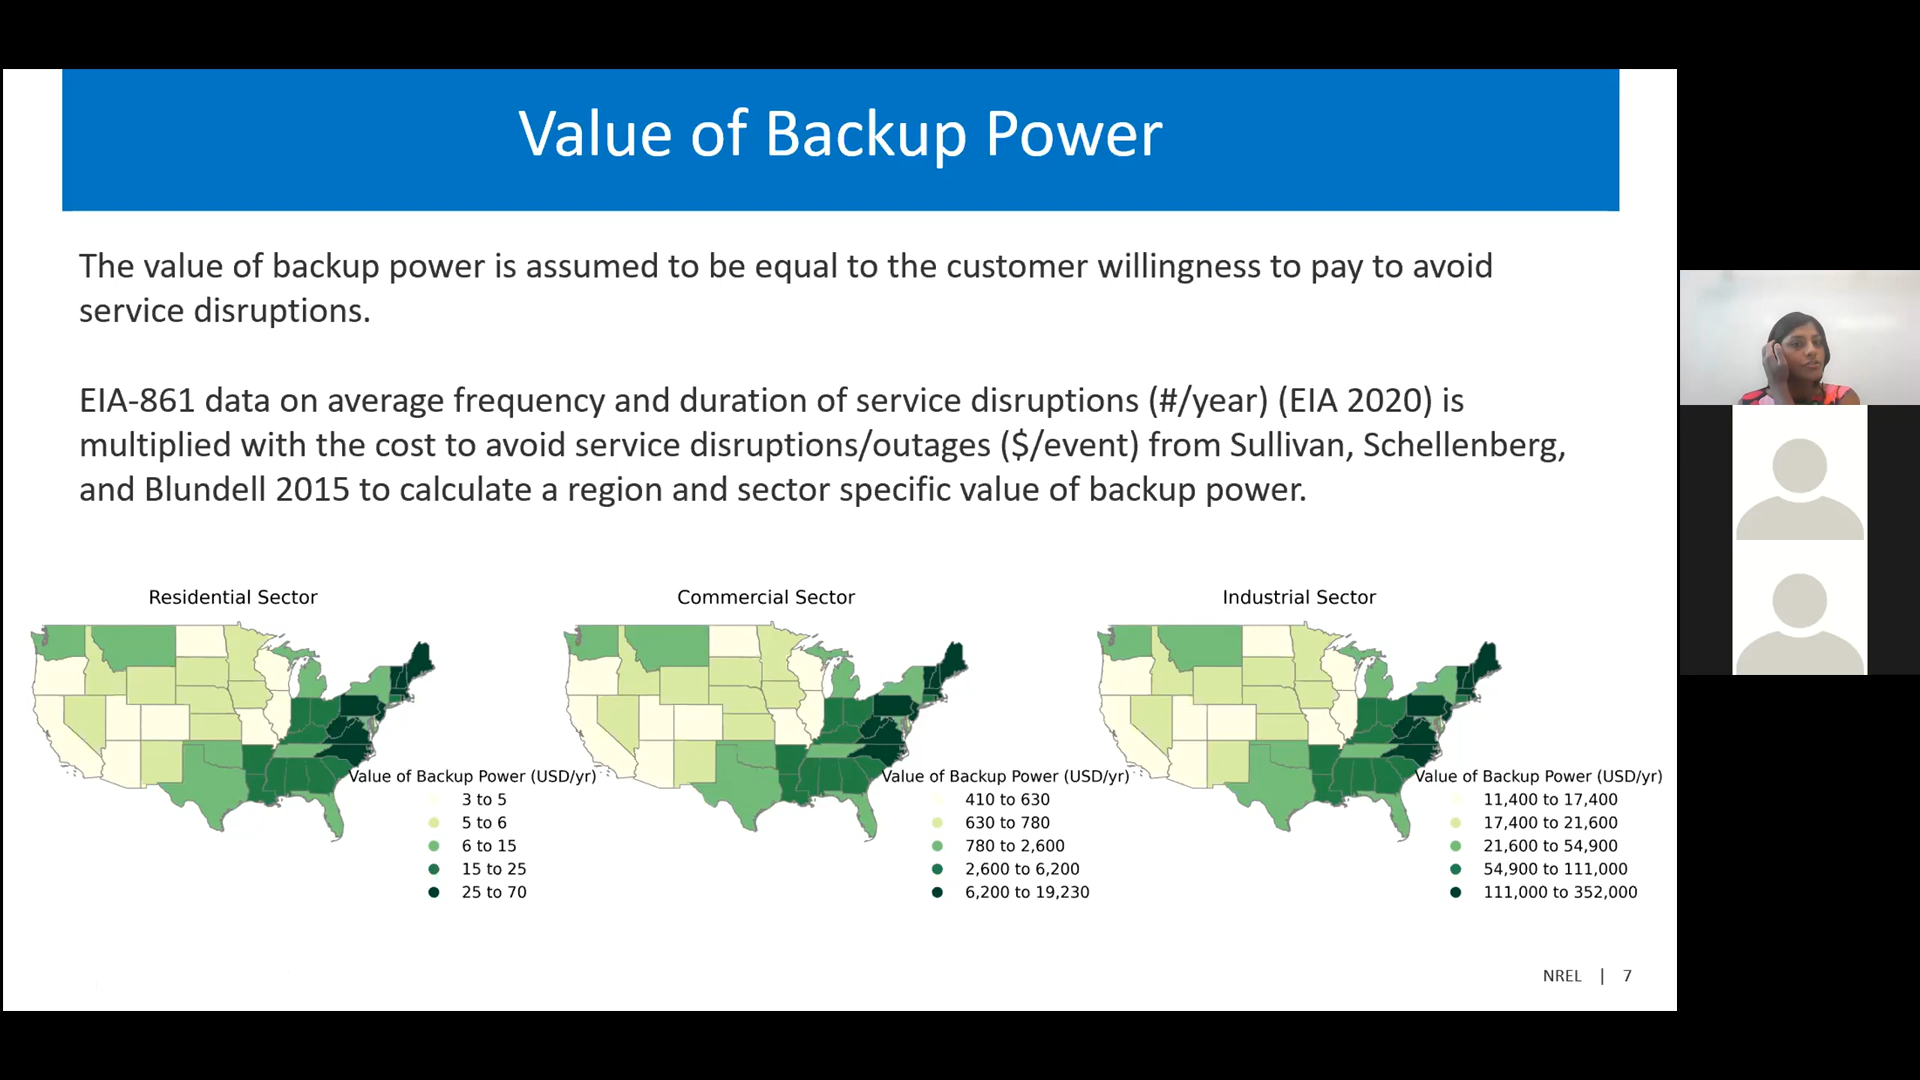 Value of Backup Power
The value of backup power is assumed to be equal to the customer willingness to pay to avoid
service disruptions.
EIA-861 data on average frequency and duration of service disruptions (#/year) (EIA 2020) is
multiplied with the cost to avoid service disruptions/outages ($/event) from Sullivan, Schellenberg,
and Blundell 2015 to calculate a region and sector specific value of backup power.
Residential Sector
Value of Backup Power (USD/yr)
3 to 5
5 to 6
6 to 15
15 to 25
25 to 70
Commercial Sector
Value of Backup Power (USD/yr)
410 to 630
630 to 780
780 to 2,600
2,600 to 6,200
6,200 to 19,230
Industrial Sector
Value of Backup Power (USD/yr)
11,400 to 17,400
17,400 to 21,600
21,600 to 54,900
54,900 to 111,000
111,000 to 352,000
NREL | 7